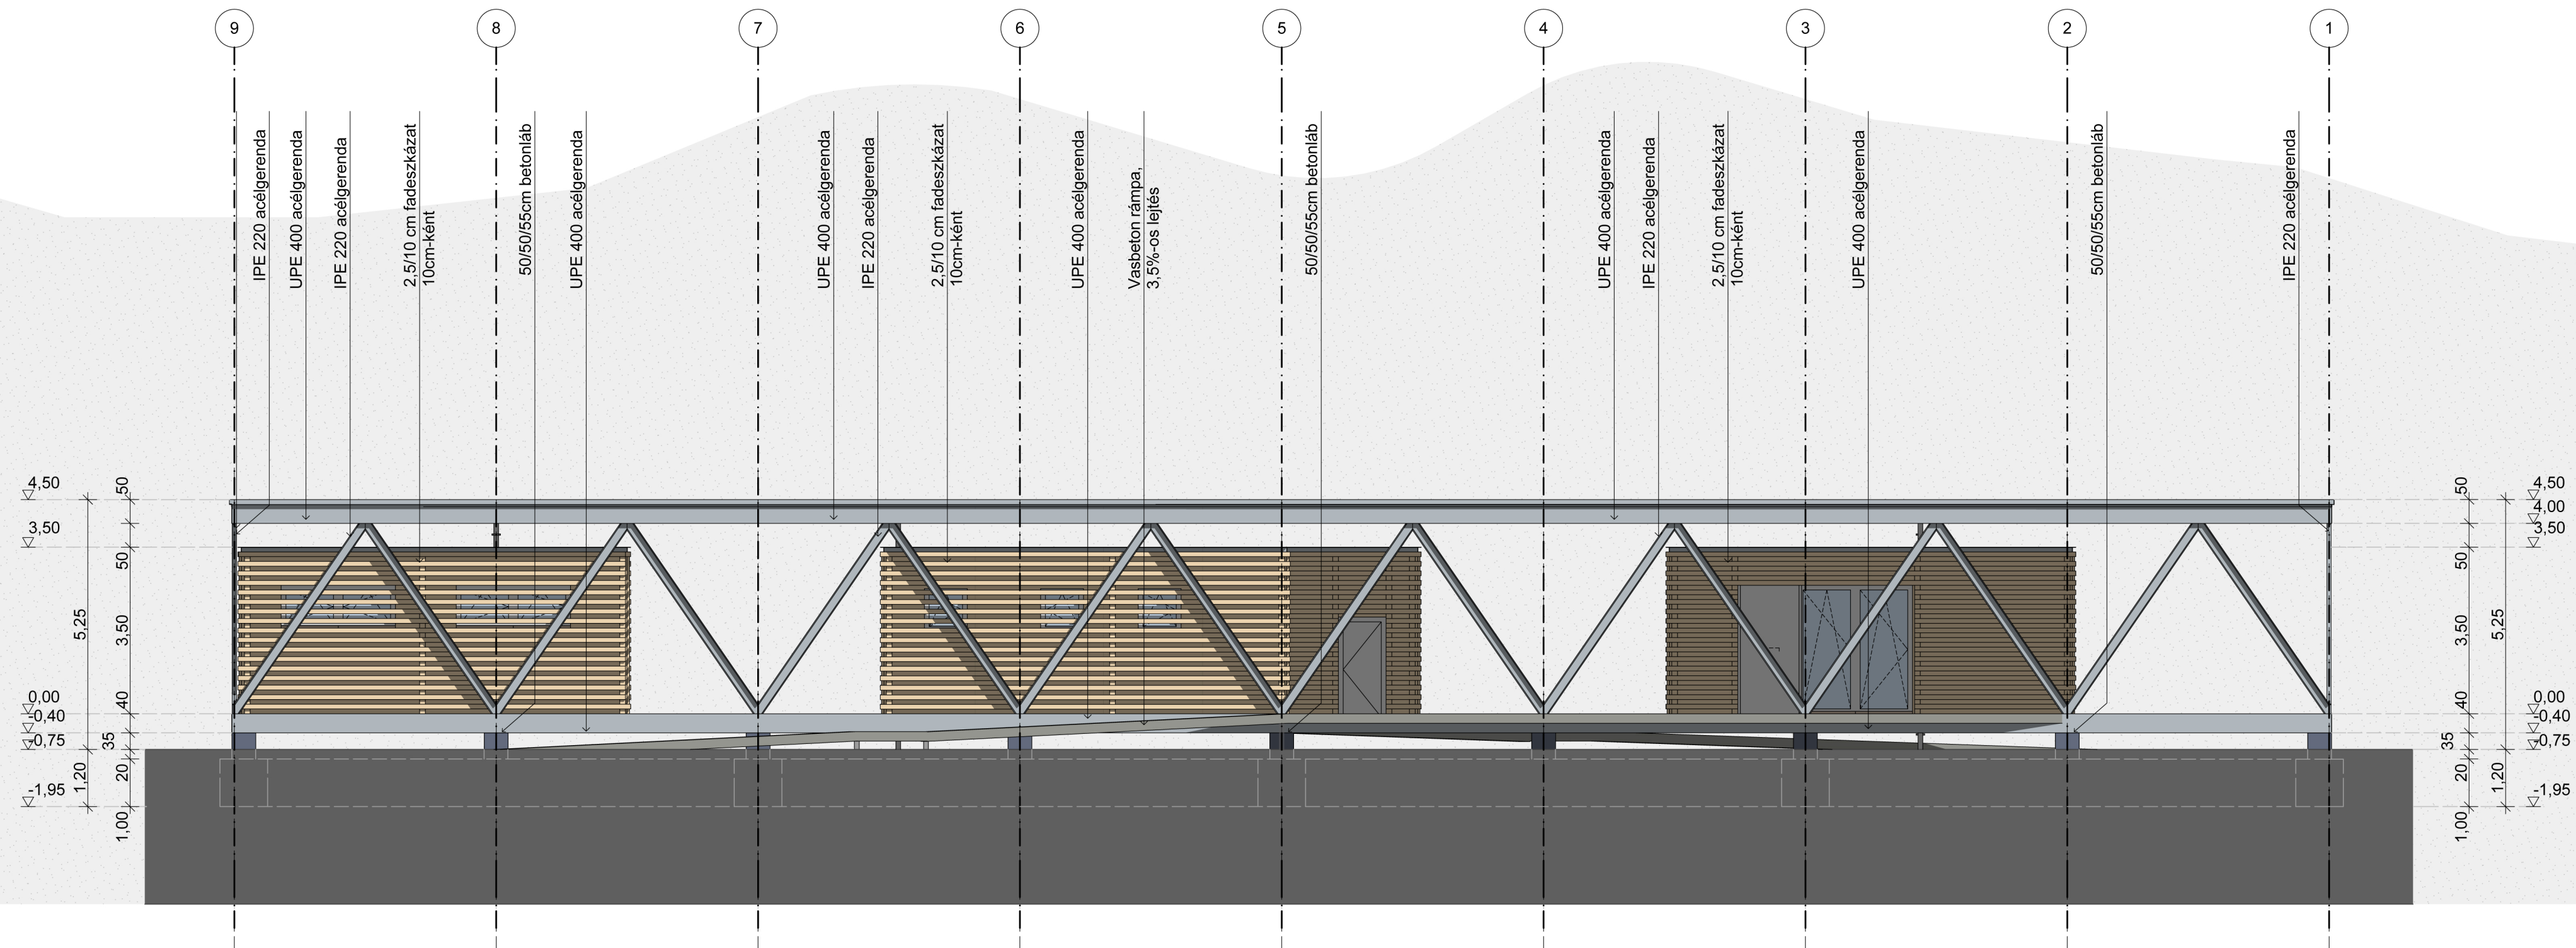 9
8
7
6
5
4
3
2
1
IPE 220 acélgerenda
UPE 400 acélgerenda
IPE 220 acélgerenda
2,5/10 cm fadeszkázat
10cm-ként
50/50/55cm betonláb
UPE 400 acélgerenda
UPE 400 acélgerenda
IPE 220 acélgerenda
2,5/10 cm fadeszkázat
10cm-ként
UPE 400 acélgerenda
Vasbeton rámpa,
3,5%-os lejtés
50/50/55cm betonláb
UPE 400 acélgerenda
IPE 220 acélgerenda
2,5/10 cm fadeszkázat
10cm-ként
UPE 400 acélgerenda
50/50/55cm betonláb
IPE 220 acélgerenda
4,50
3,50
0,00
-0,40
-0,75
-1,95
5,25
1,20
50
50
3,50
40
35
20
1,00
50
50
3,50
40
35
20
1,00
5,25
1,20
4,50
4,00
3,50
0,00
-0,40
-0,75
-1,95